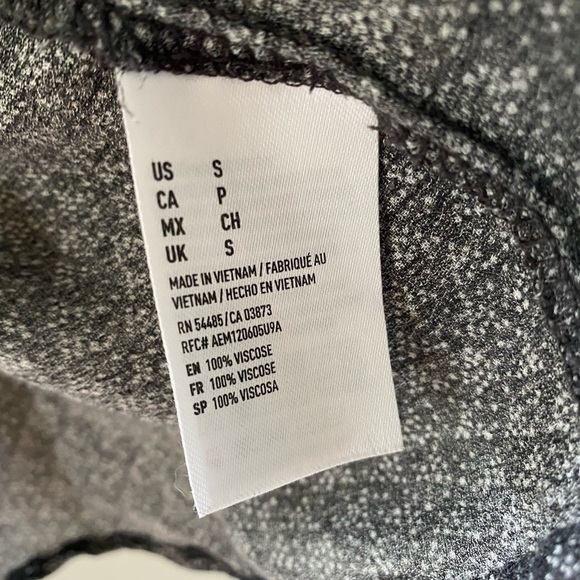 US S
CA P
MX CH
UK S
MADE IN VIETNAM / FABRIQUÉ AU
VIETNAM / HECHO EN VIETNAM
RN 54485/CA 03873
RFC# AEM120605U9A
EN 100% VISCOSE
FR 100% VISCOSE
SP 100% VISCOSA